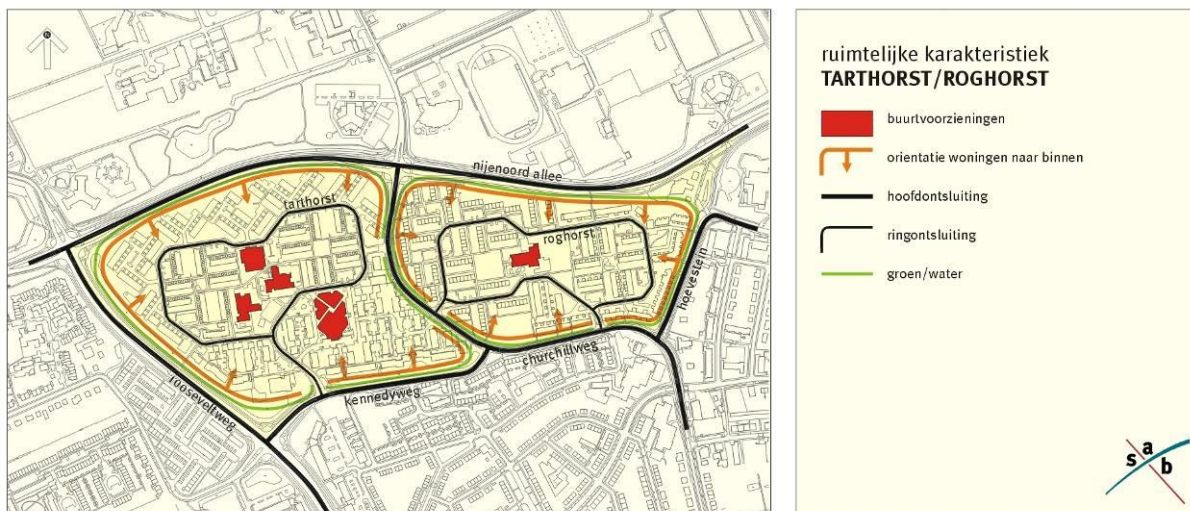 nijenoord allee
tarthorst
roghorst
hoevestein
churchillweg
kennedyweg
rooseveltweg
ruimtelijke karakteristiek
TARTHORST/ROGHORST
buurtvoorzieningen
orientatie woningen naar binnen
hoofdontsluiting
ringontsluiting
groen/water
s a b